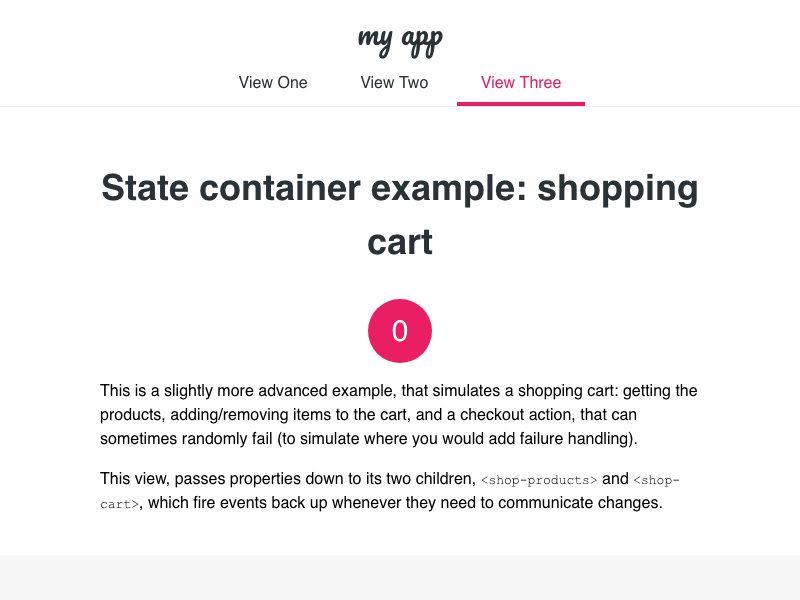 my app
View One View Two View Three
State container example: shopping
cart
0
This is a slightly more advanced example, that simulates a shopping cart: getting the
products, adding/removing items to the cart, and a checkout action, that can
sometimes randomly fail (to simulate where you would add failure handling).
This view, passes properties down to its two children, <shop-products> and <shop-
cart>, which fire events back up whenever they need to communicate changes.